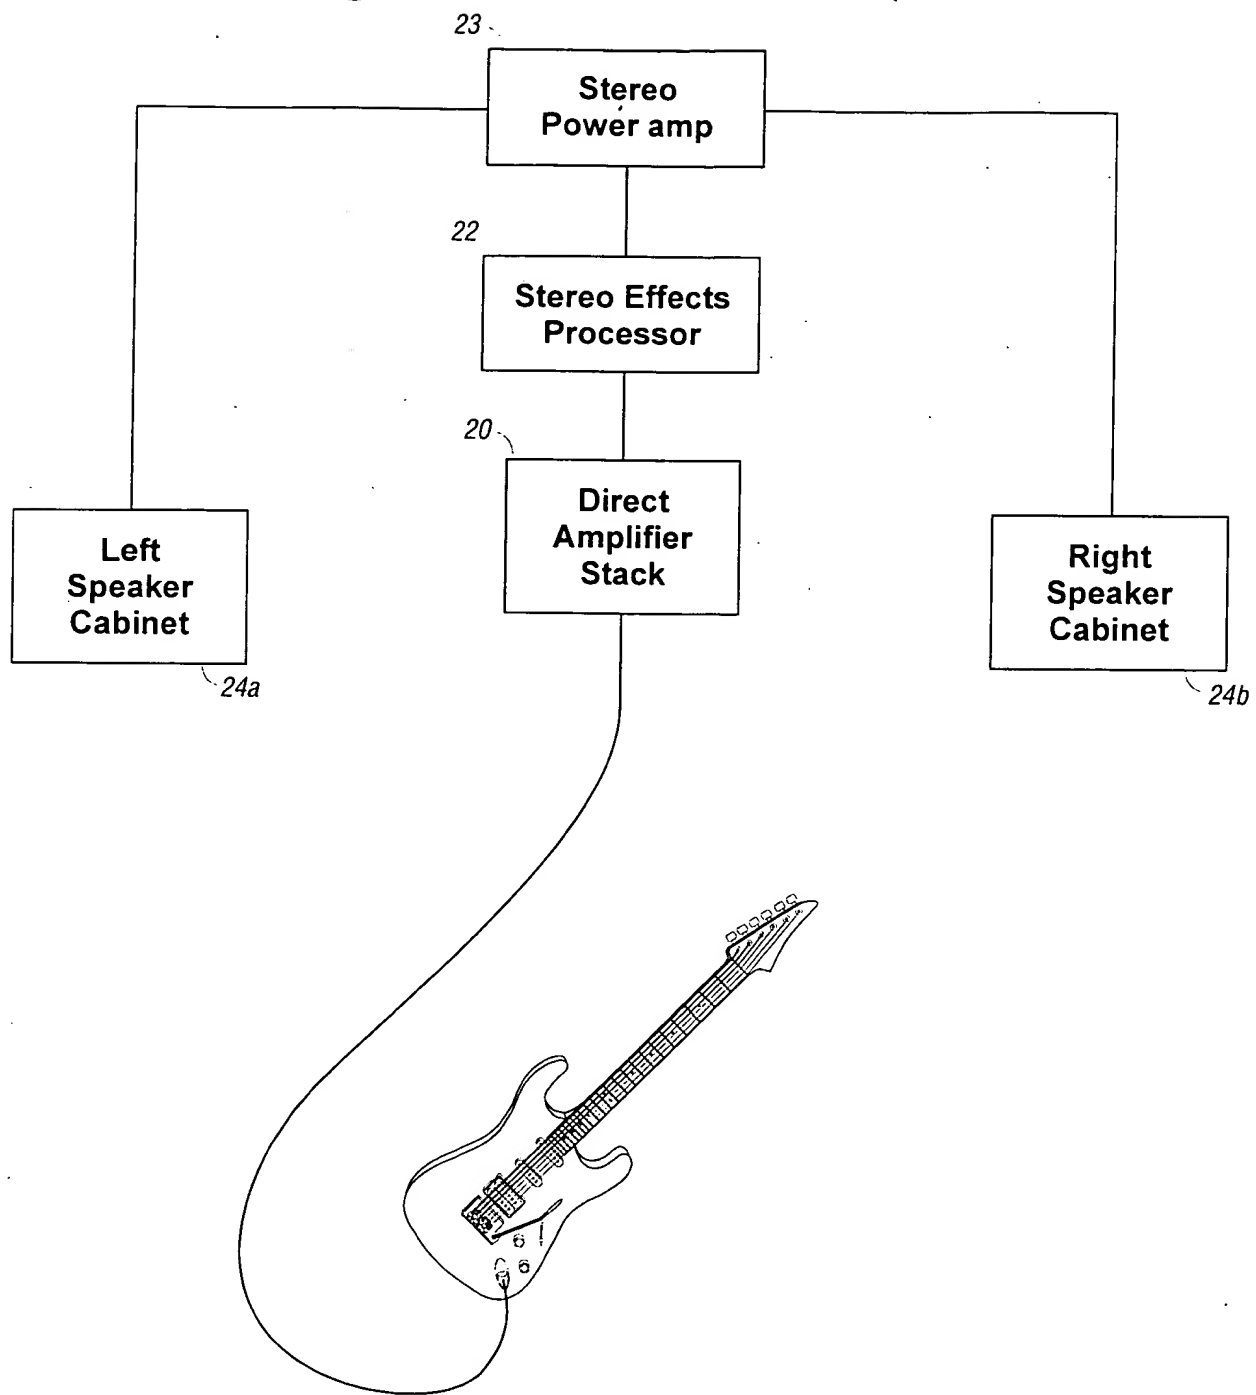 23
Stereo
Power amp
22
Stereo Effects
Processor
20
Direct
Amplifier
Stack
Left
Speaker
Cabinet
24a
Right
Speaker
Cabinet
24b